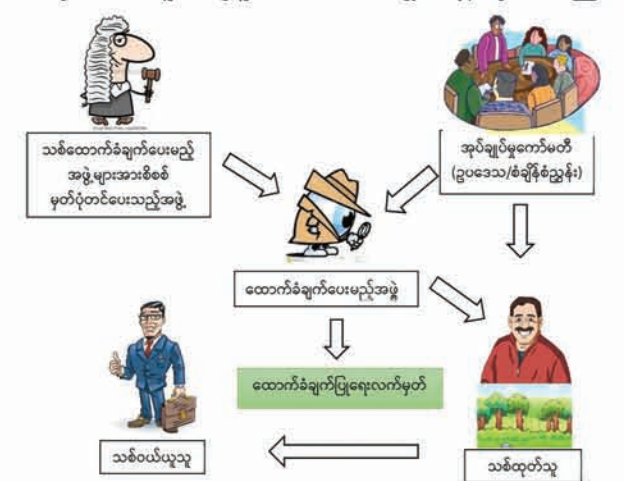 သစ်ထောက်ခံချက်ပေးမည့်
အဖွဲ့များအားစိစစ်
မှတ်ပုံတင်ပေးသည့်အဖွဲ့
အုပ်ချုပ်မှုကော်မတီ
(ဥပဒေသ/စံချိန်စံညွှန်း)
ထောက်ခံချက်ပေးမည့်အဖွဲ့
ထောက်ခံချက်ပြုရေးလက်မှတ်
သစ်ဝယ်ယူသူ
သစ်ထုတ်သူ